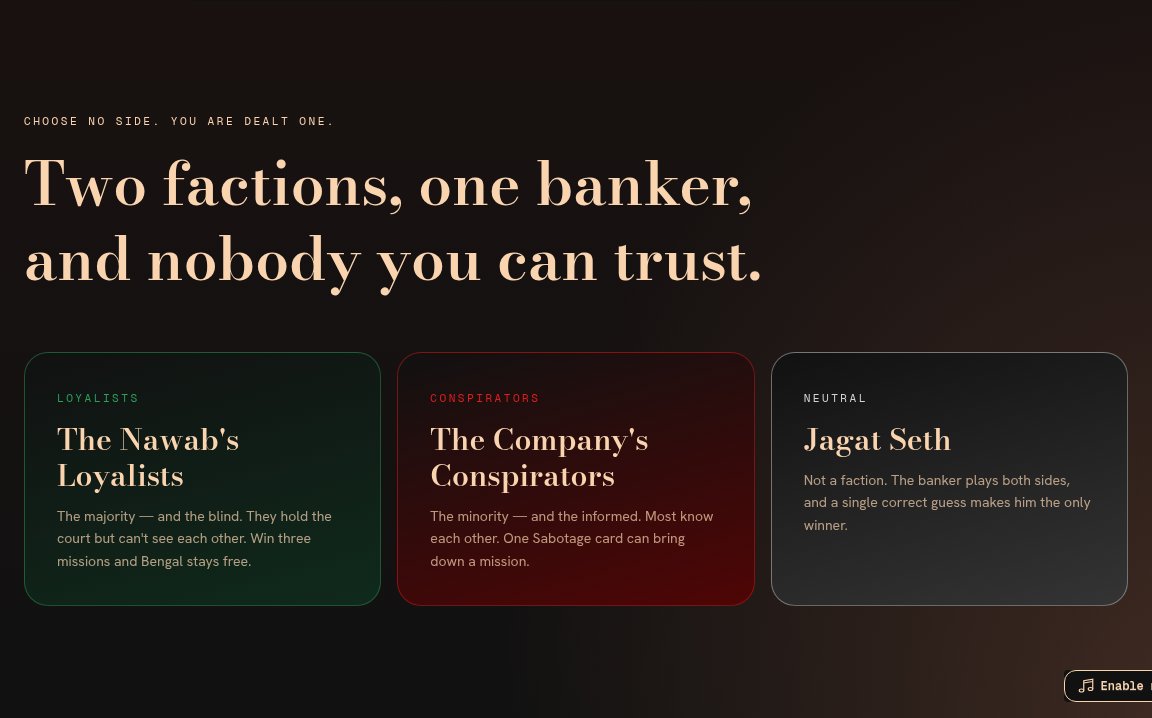 CHOOSE NO SIDE. YOU ARE DEALT ONE.
Two factions, one banker,
and nobody you can trust.
LOYALISTS
The Nawab's
Loyalists
The majority — and the blind. They hold the
court but can't see each other. Win three
missions and Bengal stays free.
CONSPIRATORS
The Company's
Conspirators
The minority — and the informed. Most know
each other. One Sabotage card can bring
down a mission.
NEUTRAL
Jagat Seth
Not a faction. The banker plays both sides,
and a single correct guess makes him the only
winner.
Enable